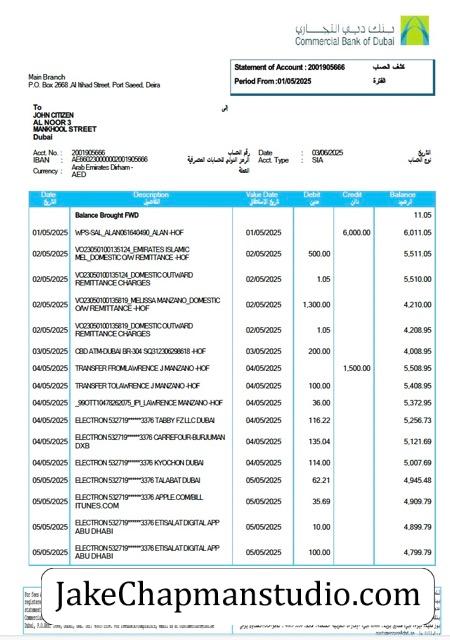 بنك دبي التجاري
Commercial Bank of Dubai
Statement of Account : 2001905666 كشف الحساب
Period From :01/05/2025 الفترة
Main Branch
P.O. Box 2668 ,Al Itihad Street. Port Saeed, Deira
To إلى
JOHN CITIZEN
AL NOOR 3
MANKHOOL STREET
Dubai
Acct. No. : 2001905666 رقم الحساب Date : 03/06/2025 التاريخ
IBAN : AE660230000002001905666 Acct. Type : SIA نوع الحساب
Currency : Arab Emirates Dirham - AED العملة
Date Description Value Date Debit Credit Balance
التاريخ التفاصيل مدين دائن الرصيد
Balance Brought FWD 11.05
01/05/2025 WPS-SAL_ALAN061640490_ALAN -HOF 01/05/2025 6,000.00 6,011.05
02/05/2025 VO23050100135124_EMIRATES ISLAMIC MEL_DOMESTIC O/W REMITTANCE -HOF 02/05/2025 500.00 5,511.05
02/05/2025 VO23050100135124_DOMESTIC OUTWARD REMITTANCE CHARGES 02/05/2025 1.05 5,510.00
02/05/2025 VO23050100135819_MELISSA MANZANO_DOMESTIC O/W REMITTANCE -HOF 02/05/2025 1,300.00 4,210.00
02/05/2025 VO23050100135819_DOMESTIC OUTWARD REMITTANCE CHARGES 02/05/2025 1.05 4,208.95
03/05/2025 CBD ATM-DUBAI BR-304 SQ312306298618 -HOF 03/05/2025 200.00 4,008.95
04/05/2025 TRANSFER FROMLAWRENCE J MANZANO -HOF 04/05/2025 1,500.00 5,508.95
04/05/2025 TRANSFER TOLAWRENCE J MANZANO -HOF 04/05/2025 100.00 5,408.95
04/05/2025 _99OTT10478262075_IPI_LAWRENCE MANZANO -HOF 04/05/2025 36.00 5,372.95
04/05/2025 ELECTRON 532719******3376 TABBY FZ LLC DUBAI 04/05/2025 116.22 5,256.73
04/05/2025 ELECTRON 532719******3376 CARREFOUR-BURJUMAN DXB 04/05/2025 135.04 5,121.69
04/05/2025 ELECTRON 532719******3376 KYOCHON DUBAI 04/05/2025 114.00 5,007.69
05/05/2025 ELECTRON 532719******3376 TALABAT DUBAI 05/05/2025 62.21 4,945.48
05/05/2025 ELECTRON 532719******3376 APPLE.COM/BILL ITUNES.COM 05/05/2025 35.69 4,909.79
05/05/2025 ELECTRON 532719******3376 ETISALAT DIGITAL APP ABU DHABI 05/05/2025 10.00 4,899.79
05/05/2025 ELECTRON 532719******3376 ETISALAT DIGITAL APP ABU DHABI 05/05/2025 100.00 4,799.79
JakeChapmanstudio.com